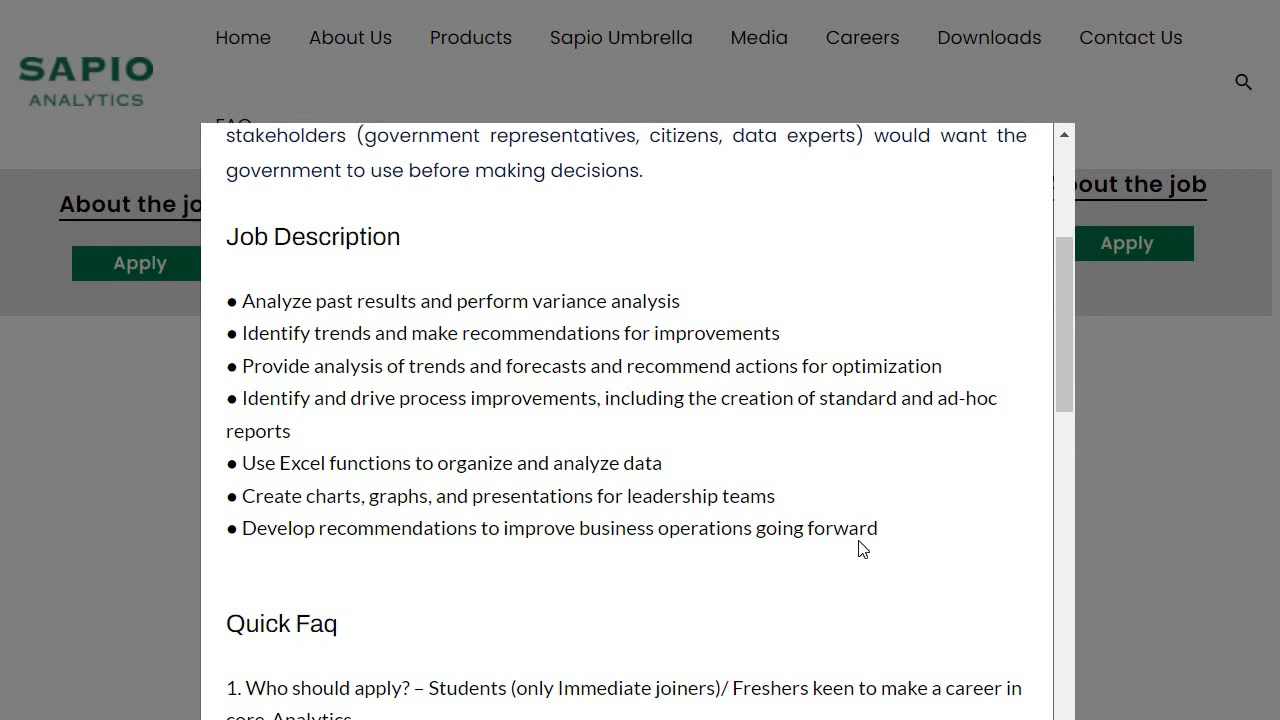 Home About Us Products Sapio Umbrella Media Careers Downloads Contact Us
SAPIO
ANALYTICS
FAQ
stakeholders (government representatives, citizens, data experts) would want the
government to use before making decisions.
About the jo
out the job
Apply
Apply
Job Description
● Analyze past results and perform variance analysis
● Identify trends and make recommendations for improvements
● Provide analysis of trends and forecasts and recommend actions for optimization
● Identify and drive process improvements, including the creation of standard and ad-hoc
reports
● Use Excel functions to organize and analyze data
● Create charts, graphs, and presentations for leadership teams
● Develop recommendations to improve business operations going forward
Quick Faq
1. Who should apply? – Students (only Immediate joiners)/ Freshers keen to make a career in
core Analytics